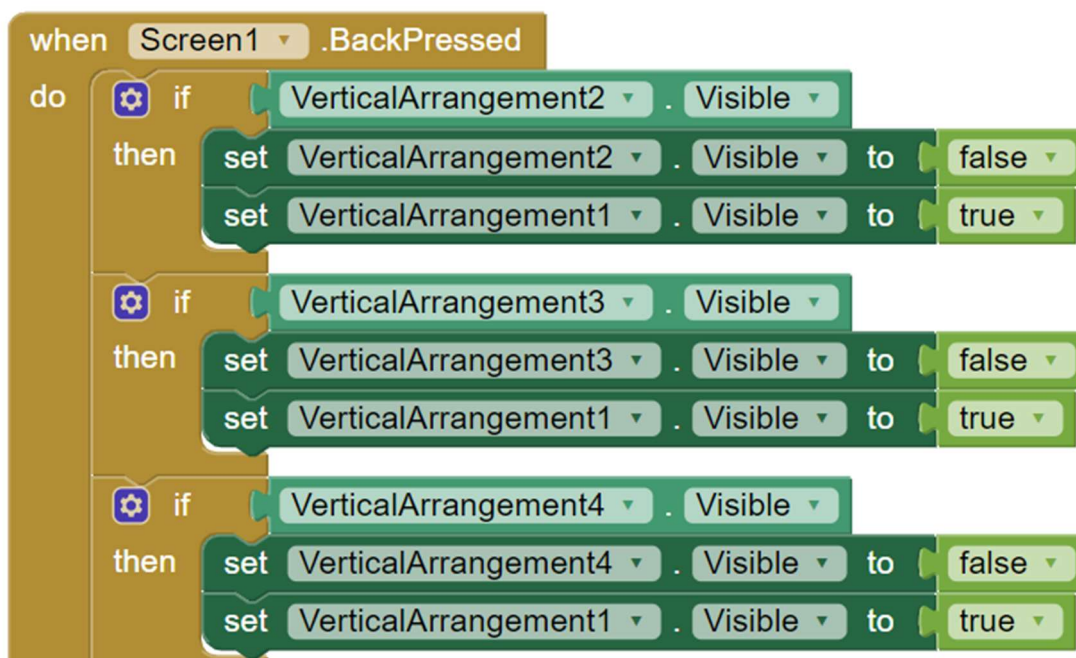 when Screen1 .BackPressed
do if VerticalArrangement2 . Visible
then set VerticalArrangement2 . Visible to false
set VerticalArrangement1 . Visible to true
if VerticalArrangement3 . Visible
then set VerticalArrangement3 . Visible to false
set VerticalArrangement1 . Visible to true
if VerticalArrangement4 . Visible
then set VerticalArrangement4 . Visible to false
set VerticalArrangement1 . Visible to true